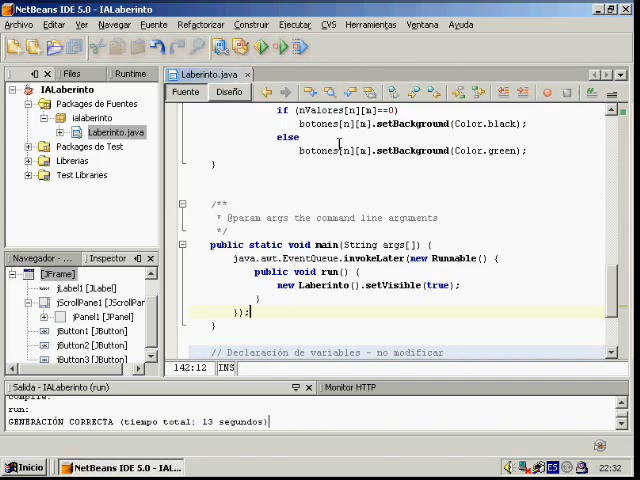 NetBeans IDE 5.0 - IALaberinto
Archivo Editar Ver Navegar Fuente Refactorizar Construir Ejecutar CVS Herramientas Ventana Ayuda
Files Runtime
IALaberinto
Paquetes de Fuentes
ialaberinto
Laberinto.java
Paquetes de Test
Librerias
Test Libraries
Navegador - ... Inspector
[JFrame]
jLabel1 [JLabel]
jScrollPane1 [JScrollPa
jPanel1 [JPanel]
jButton1 [JButton]
jButton2 [JButton]
jButton3 [JButton]
Laberinto.java
Fuente Diseño
if (nValores[n][m]==0)
botones[n][m].setBackground(Color.black);
else
botones[n][m].setBackground(Color.green);
}
/**
* @param args the command line arguments
*/
public static void main(String args[]) {
java.awt.EventQueue.invokeLater(new Runnable() {
public void run() {
new Laberinto().setVisible(true);
}
});
}
// Declaración de variables - no modificar
142:12 INS
Salida - IALaberinto (run) Monitor HTTP
compile:
run:
GENERACIÓN CORRECTA (tiempo total: 13 segundos)
Inicio NetBeans IDE 5.0 - IAL... ES 22:32